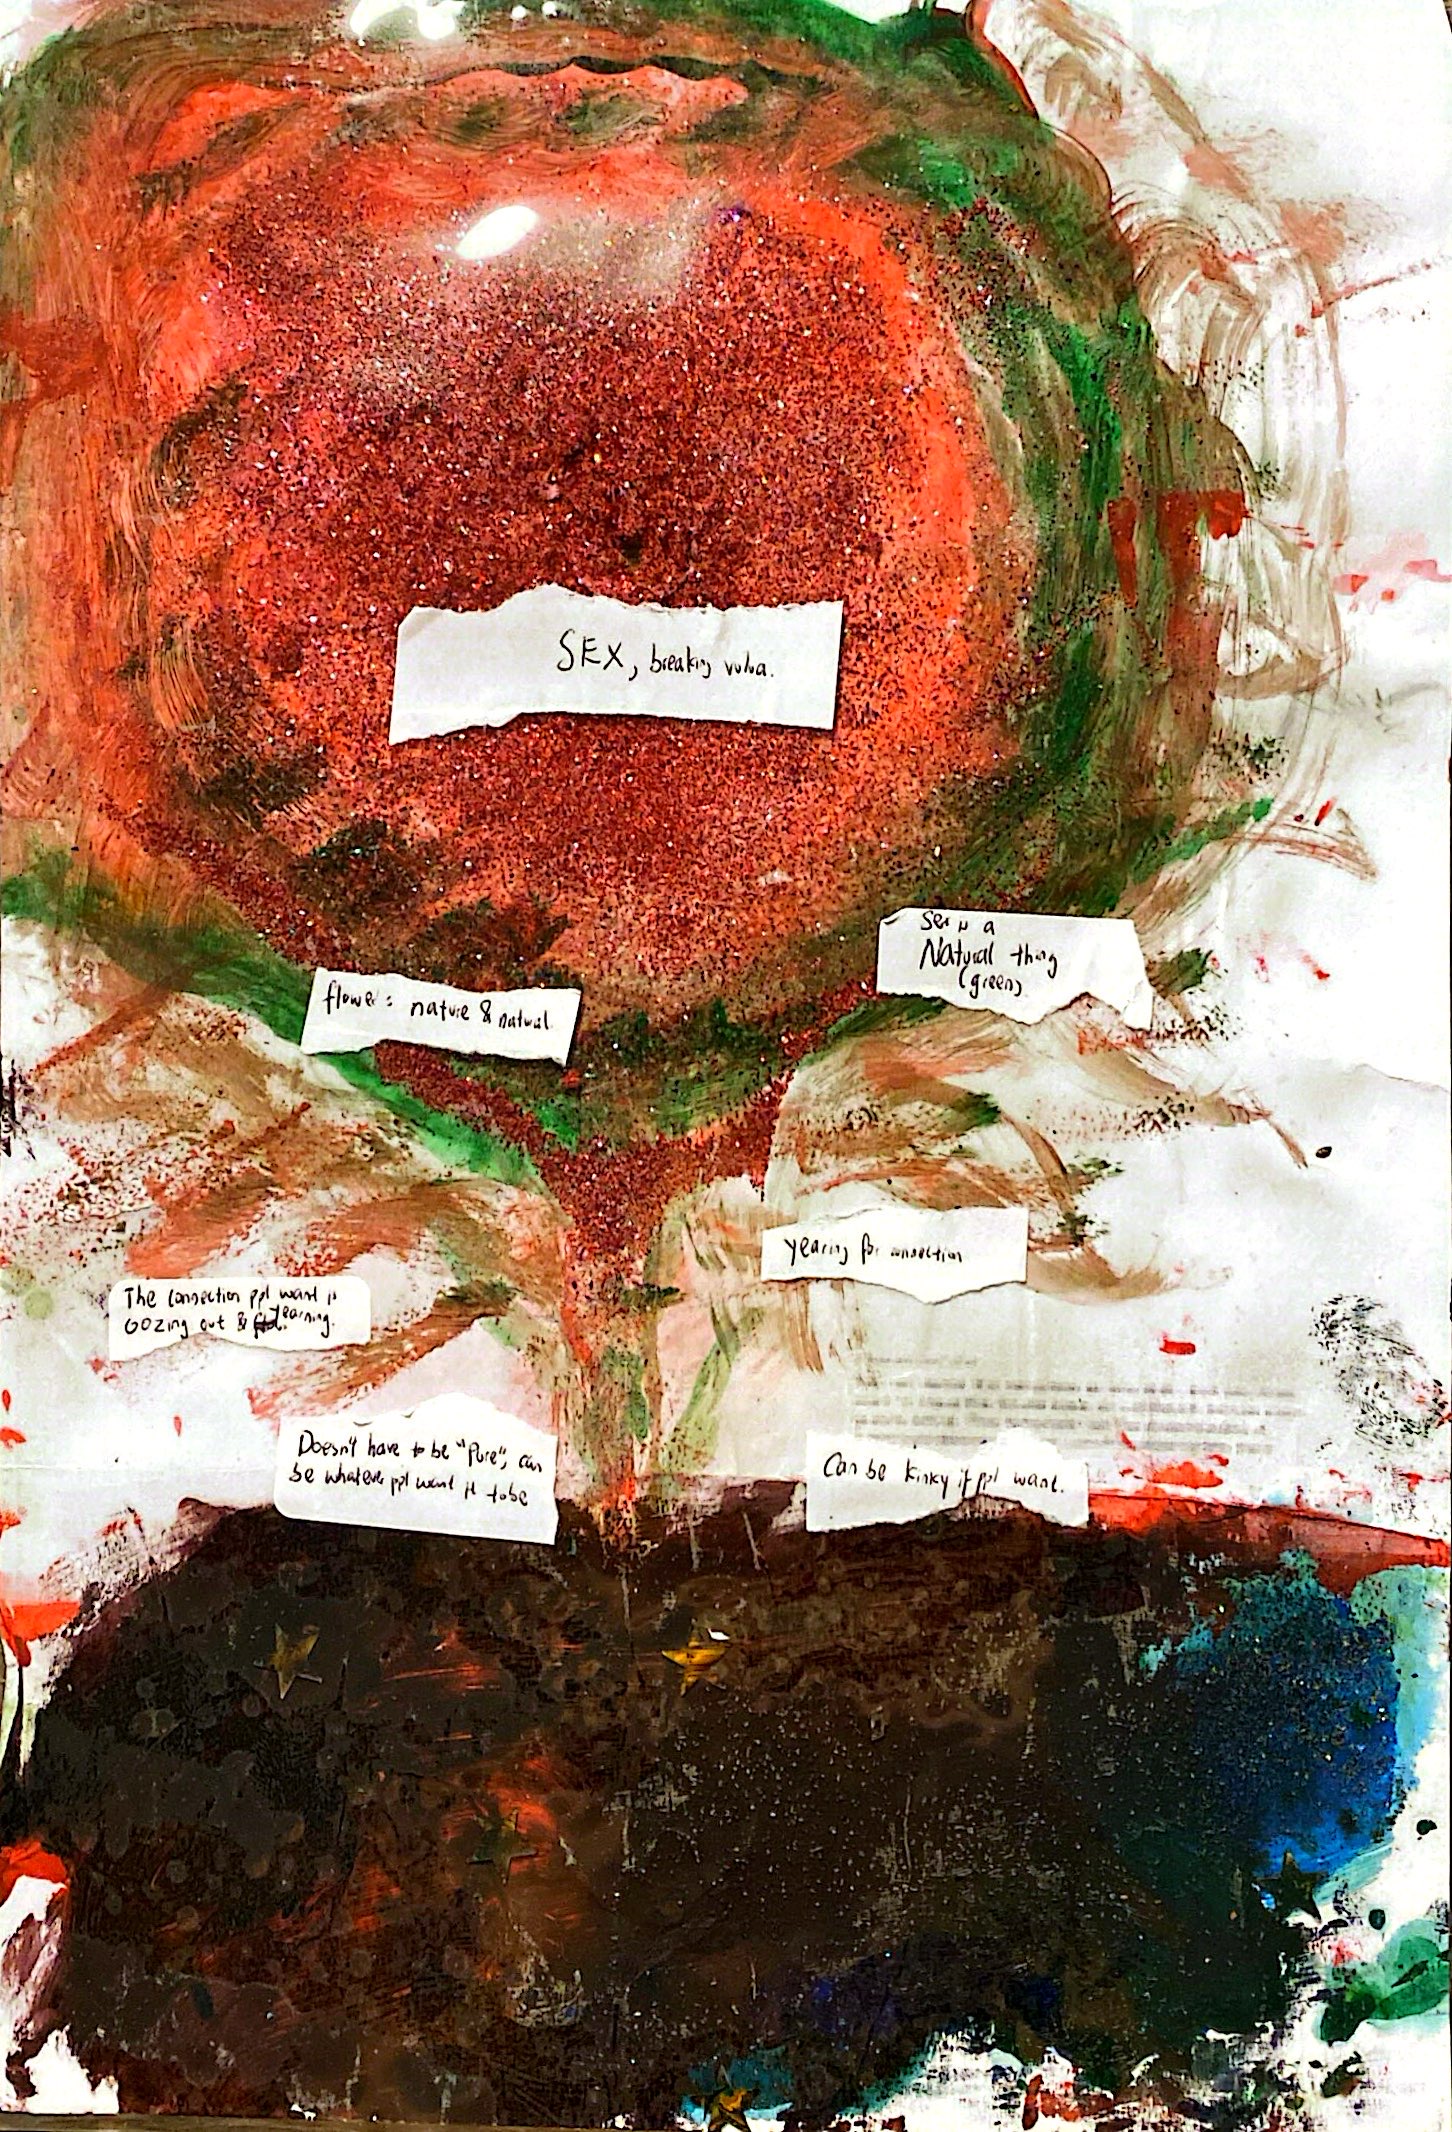 SEX, breaking vulva.
Sex is a
Natural thing
(green)
flower: nature & natural.
yearing for connection
The connection ppl want is
oozing out & yearning.
Doesn't have to be "Pure", can
be whatever ppl want it to be
Can be kinky if ppl want.